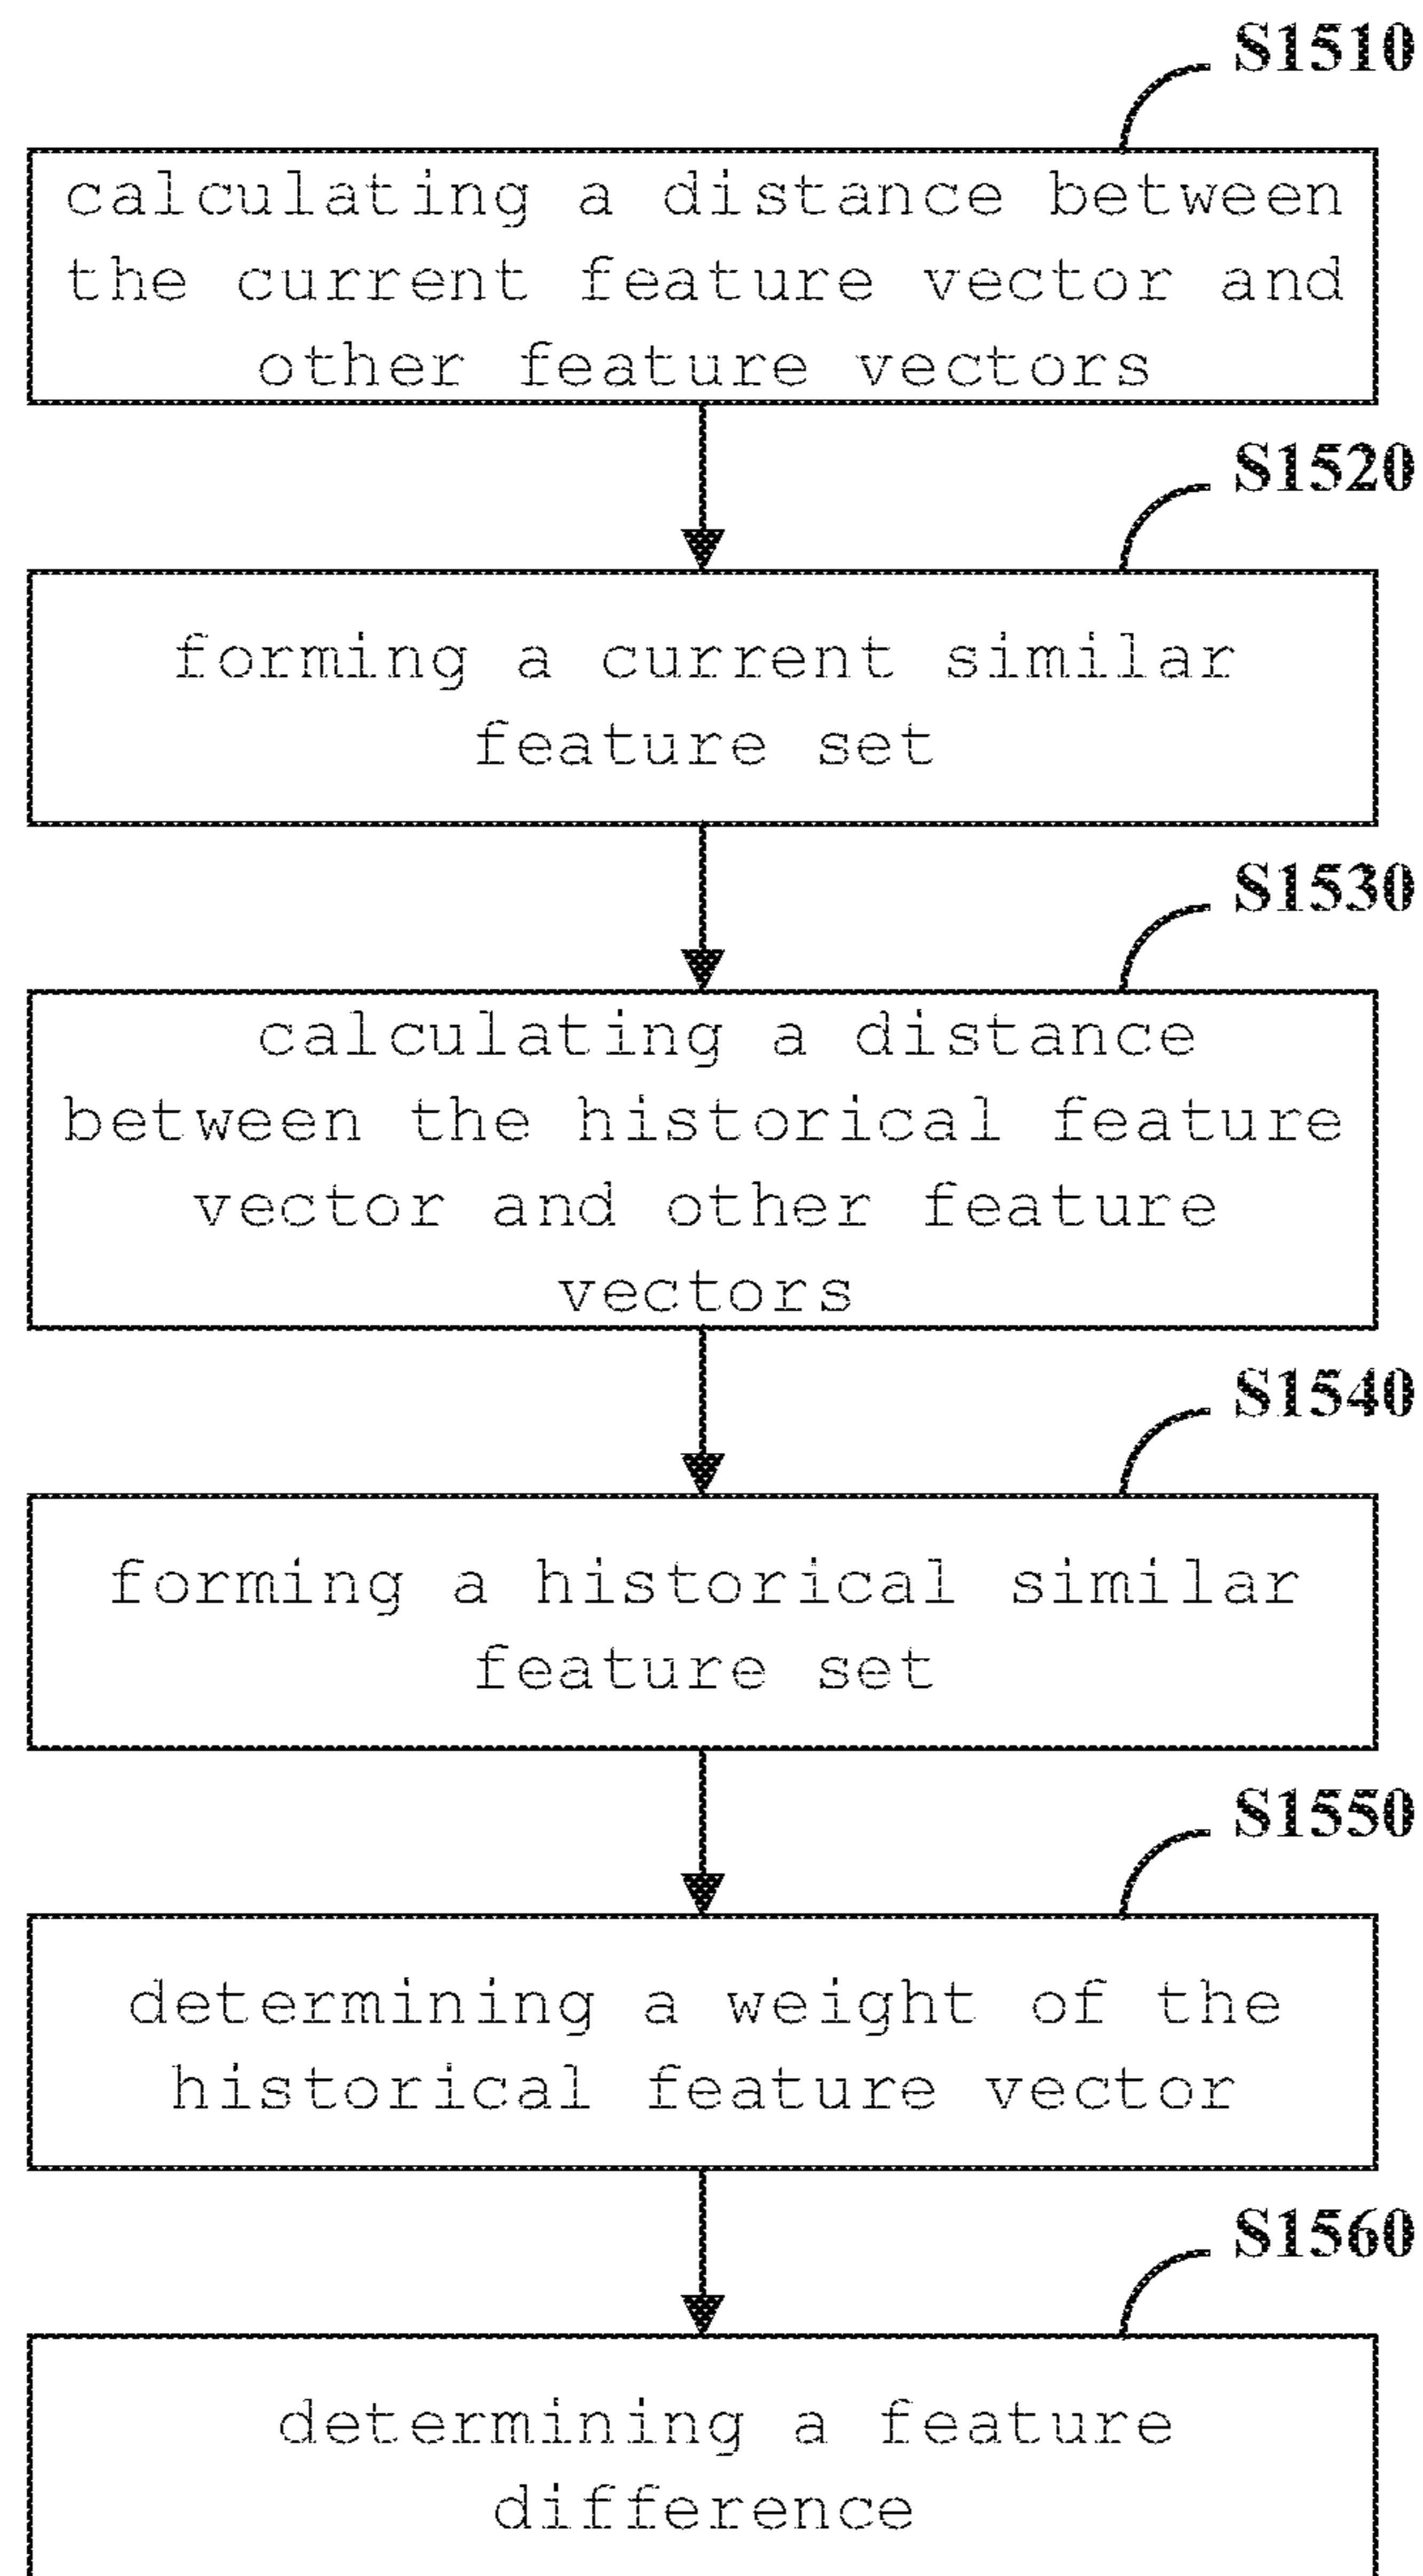 S1510
calculating a distance between
the current feature vector and
other feature vectors
S1520
forming a current similar
feature set
S1530
calculating a distance
between the historical feature
vector and other feature
vectors
S1540
forming a historical similar
feature set
S1550
determining a weight of the
historical feature vector
S1560
determining a feature
difference